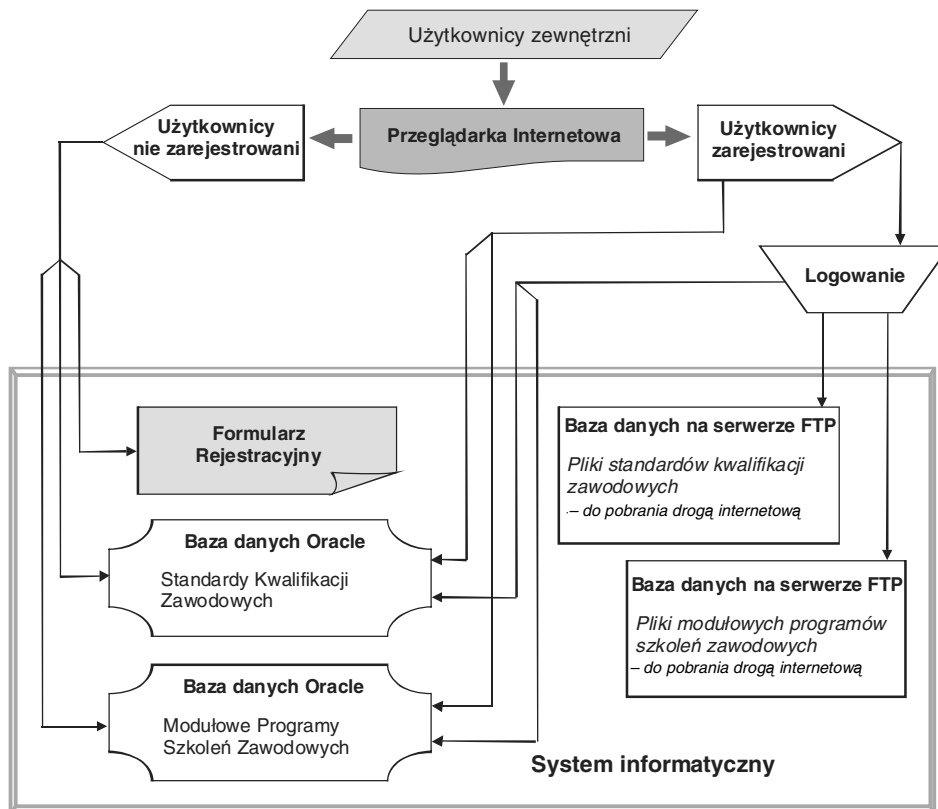 Użytkownicy zewnętrzni
Użytkownicy
nie zarejestrowani
Przeglądarka Internetowa
Użytkownicy
zarejestrowani
Logowanie
Formularz
Rejestracyjny
Baza danych na serwerze FTP
Pliki standardów kwalifikacji
zawodowych
– do pobrania drogą internetową
Baza danych Oracle
Standardy Kwalifikacji
Zawodowych
Baza danych na serwerze FTP
Pliki modułowych programów
szkoleń zawodowych
– do pobrania drogą internetową
Baza danych Oracle
Modułowe Programy
Szkoleń Zawodowych
System informatyczny